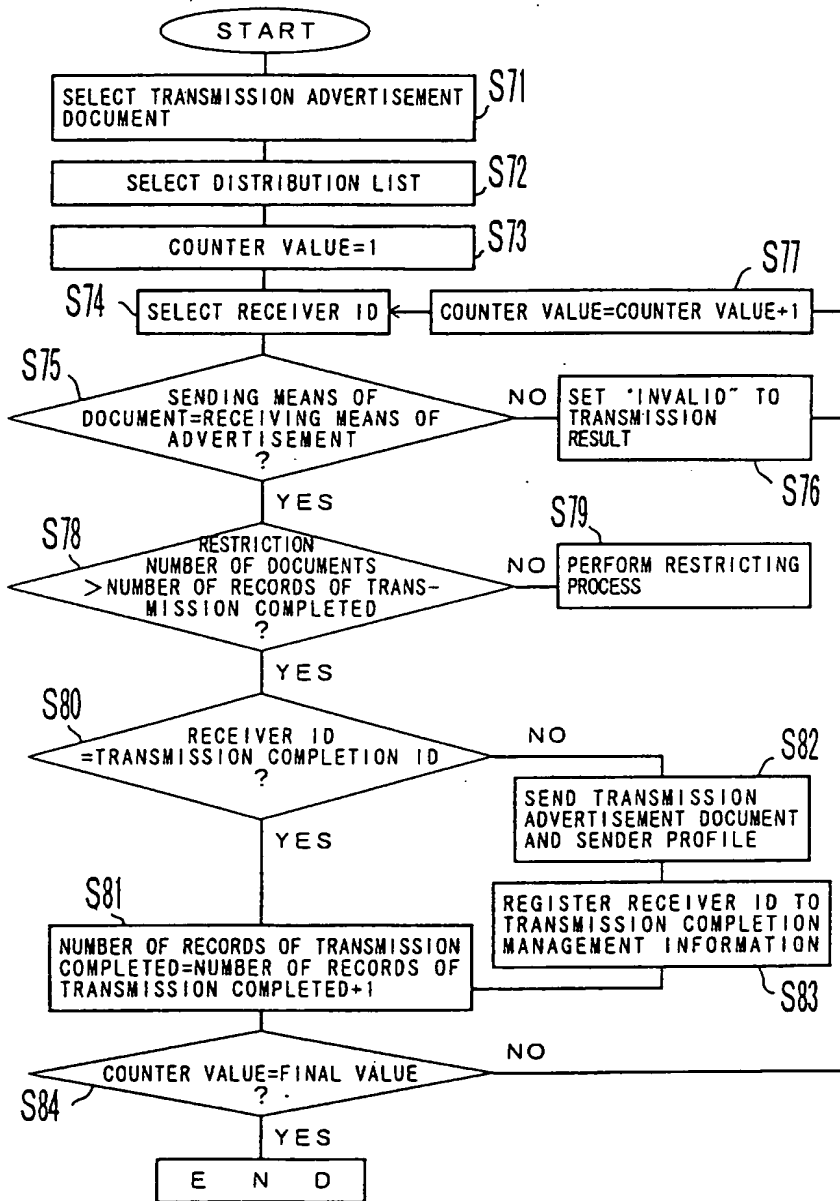 START
S71
SELECT TRANSMISSION ADVERTISEMENT
DOCUMENT
S72
SELECT DISTRIBUTION LIST
S73
COUNTER VALUE=1
S77
S74
SELECT RECEIVER ID
COUNTER VALUE=COUNTER VALUE+1
S75
SENDING MEANS OF
DOCUMENT=RECEIVING MEANS OF
ADVERTISEMENT
?
NO
SET "INVALID" TO
TRANSMISSION
RESULT
S76
YES
S79
S78
RESTRICTION
NUMBER OF DOCUMENTS
>NUMBER OF RECORDS OF TRANS-
MISSION COMPLETED
?
NO
PERFORM RESTRICTING
PROCESS
YES
S80
RECEIVER ID
=TRANSMISSION COMPLETION ID
?
NO
S82
SEND TRANSMISSION
ADVERTISEMENT DOCUMENT
AND SENDER PROFILE
YES
S81
REGISTER RECEIVER ID TO
TRANSMISSION COMPLETION
MANAGEMENT INFORMATION
S83
NUMBER OF RECORDS OF TRANSMISSION
COMPLETED=NUMBER OF RECORDS OF
TRANSMISSION COMPLETED+1
COUNTER VALUE=FINAL VALUE
?
NO
S84
YES
END